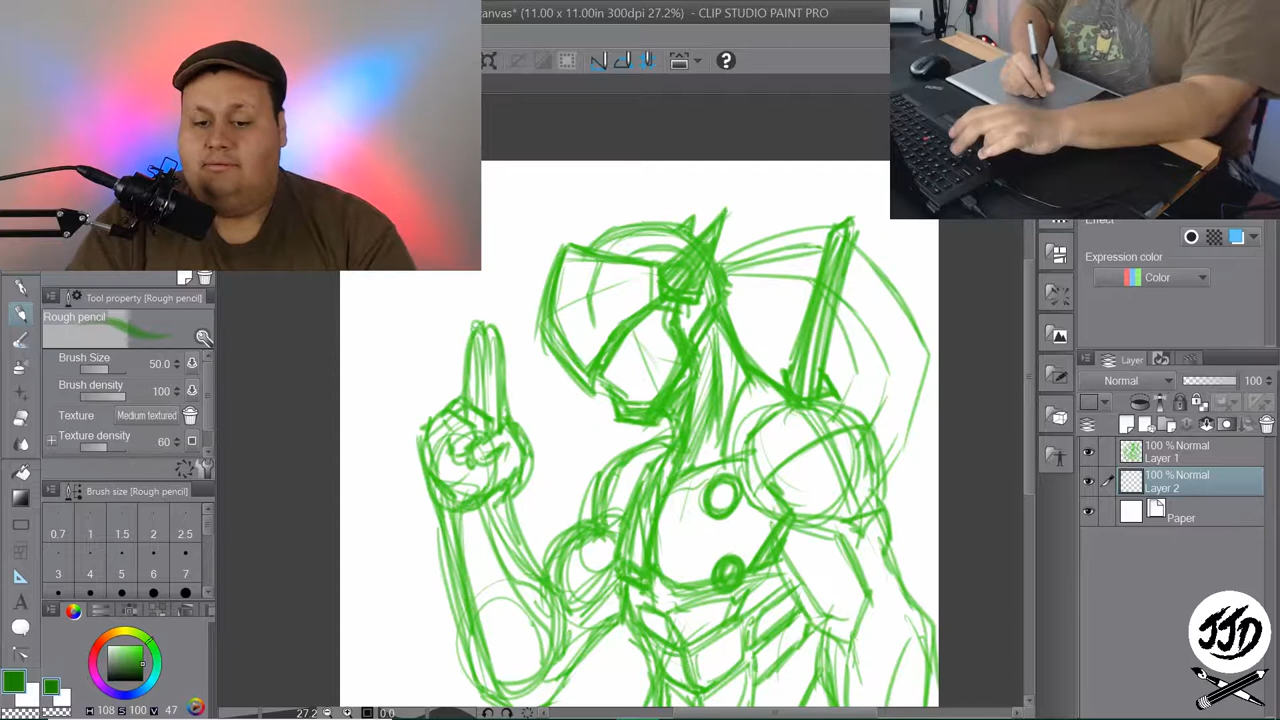 canvas* (11.00 x 11.00in 300dpi 27.2%) - CLIP STUDIO PAINT PRO
Effect
Expression color
Color
Tool property [Rough pencil]
Rough pencil
Brush Size 50.0
Brush density 100
Texture Medium textured
Texture density 60
Brush size [Rough pencil]
0.7 1 1.5 2 2.5
3 4 5 6 7
H 108 S 100 V 47
Layer
Normal 100
100 % Normal
Layer 1
100 % Normal
Layer 2
Paper
27.2 0.0
JJD